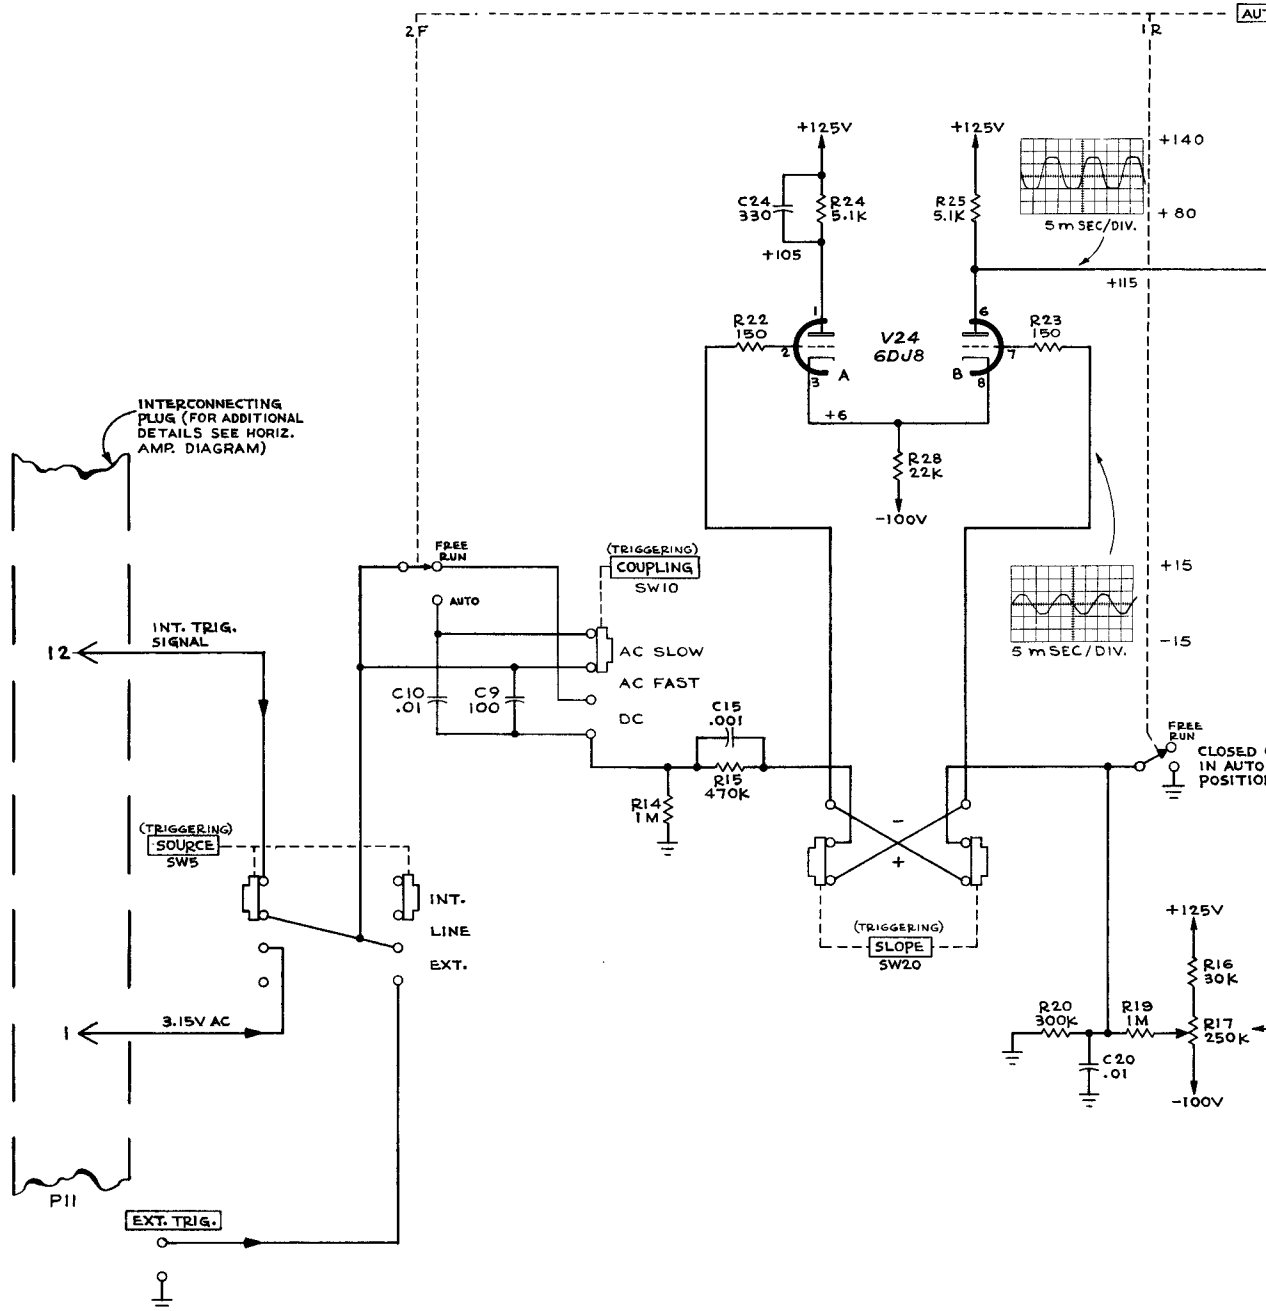 AUT
2F
1R
+125V
+125V
+140
C24
330
R24
5.1K
R25
5.1K
+80
5 m SEC/DIV.
+105
+115
1
6
R22
150
V24
6DJ8
R23
150
2
7
3
A
B
8
INTERCONNECTING
PLUG (FOR ADDITIONAL
DETAILS SEE HORIZ.
AMP. DIAGRAM)
+6
R28
22K
-100V
FREE
RUN
(TRIGGERING)
COUPLING
SW10
+15
AUTO
INT. TRIG.
SIGNAL
12
AC SLOW
-15
5 mSEC/DIV.
AC FAST
C10
.01
C9
100
DC
C15
.001
FREE
RUN
CLOSED
IN AUTO
POSITION
R15
470K
R14
1M
-
+
(TRIGGERING)
SOURCE
SW5
INT.
LINE
EXT.
(TRIGGERING)
SLOPE
SW20
+125V
R16
30K
R20
300K
R19
1M
R17
250K
3.15V AC
1
C20
.01
-100V
P11
EXT. TRIG.